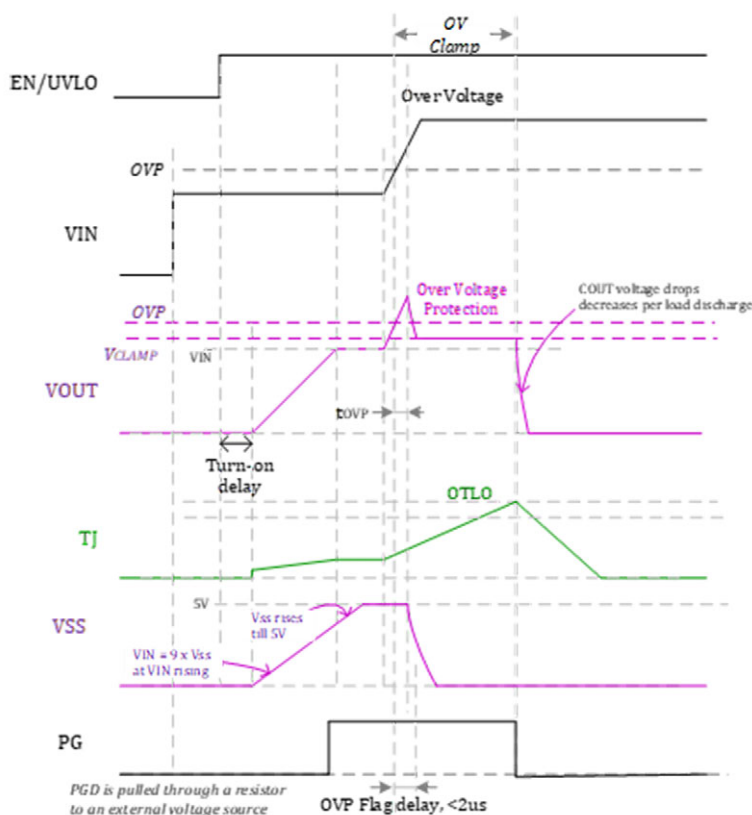 OV
Clamp
EN/UVLO
Over Voltage
OVP
VIN
OVP
Over Voltage
Protection
COUT voltage drops
decreases per load discharge
VCLAMP
VIN
VOUT
tOVP
Turn-on
delay
OTLO
TJ
5V
VSS
Vss rises
till 5V
VIN = 9 x Vss
at VIN rising
PG
PGD is pulled through a resistor
to an external voltage source
OVP Flag delay, <2us